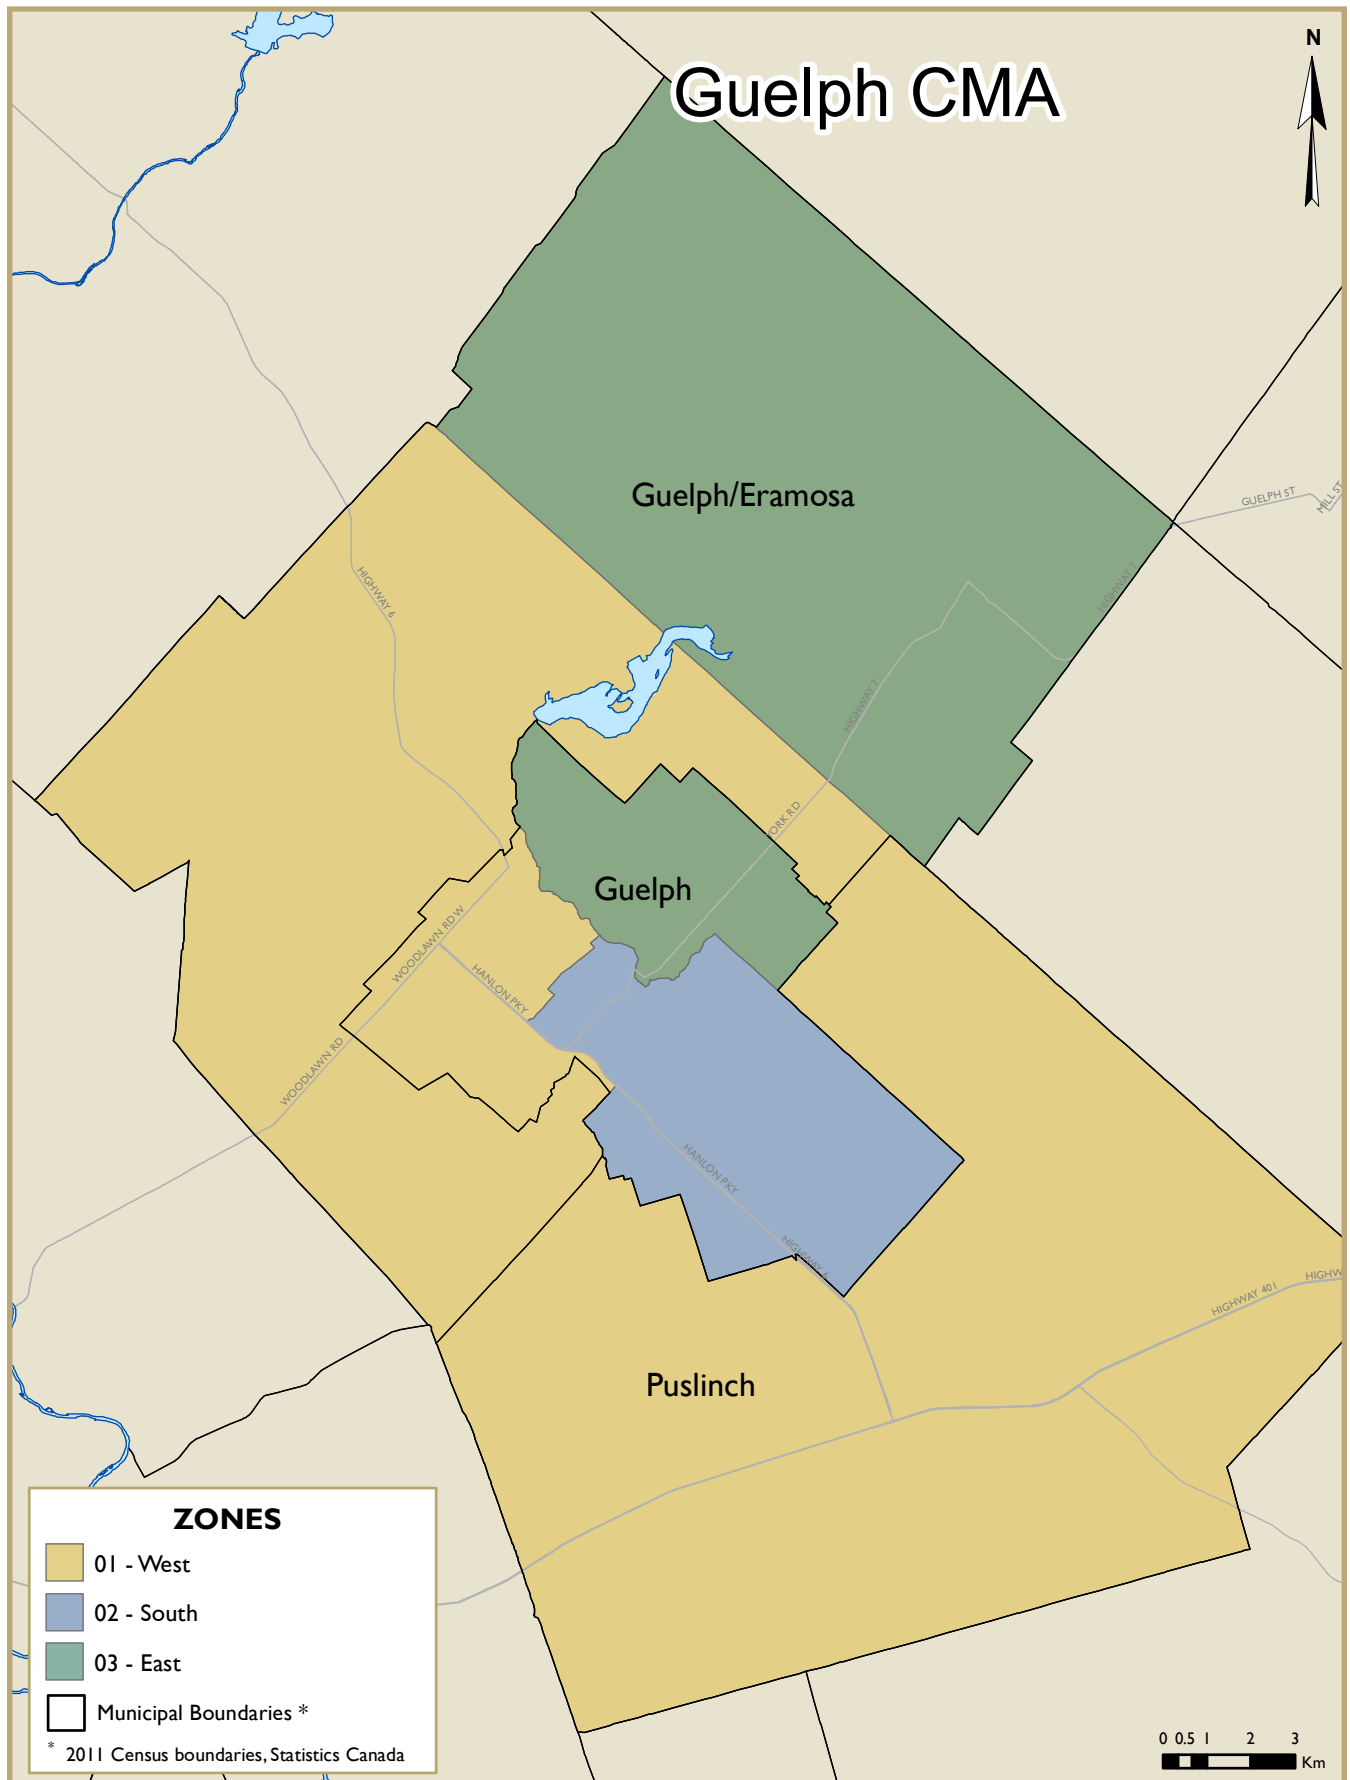 Guelph CMA
N
GUELPH ST
MILL ST
Guelph/Eramosa
HIGHWAY 7
HIGHWAY 6
HIGHWAY 7
YORK RD
Guelph
WOODLAWN RD W
HANLON PKY
WOODLAWN RD
HANLON PKY
HIGHWAY 6
HIGHWAY 401
HIGHW
Puslinch
ZONES
01 - West
02 - South
03 - East
Municipal Boundaries *
* 2011 Census boundaries, Statistics Canada
0 0.5 1 2 3
Km